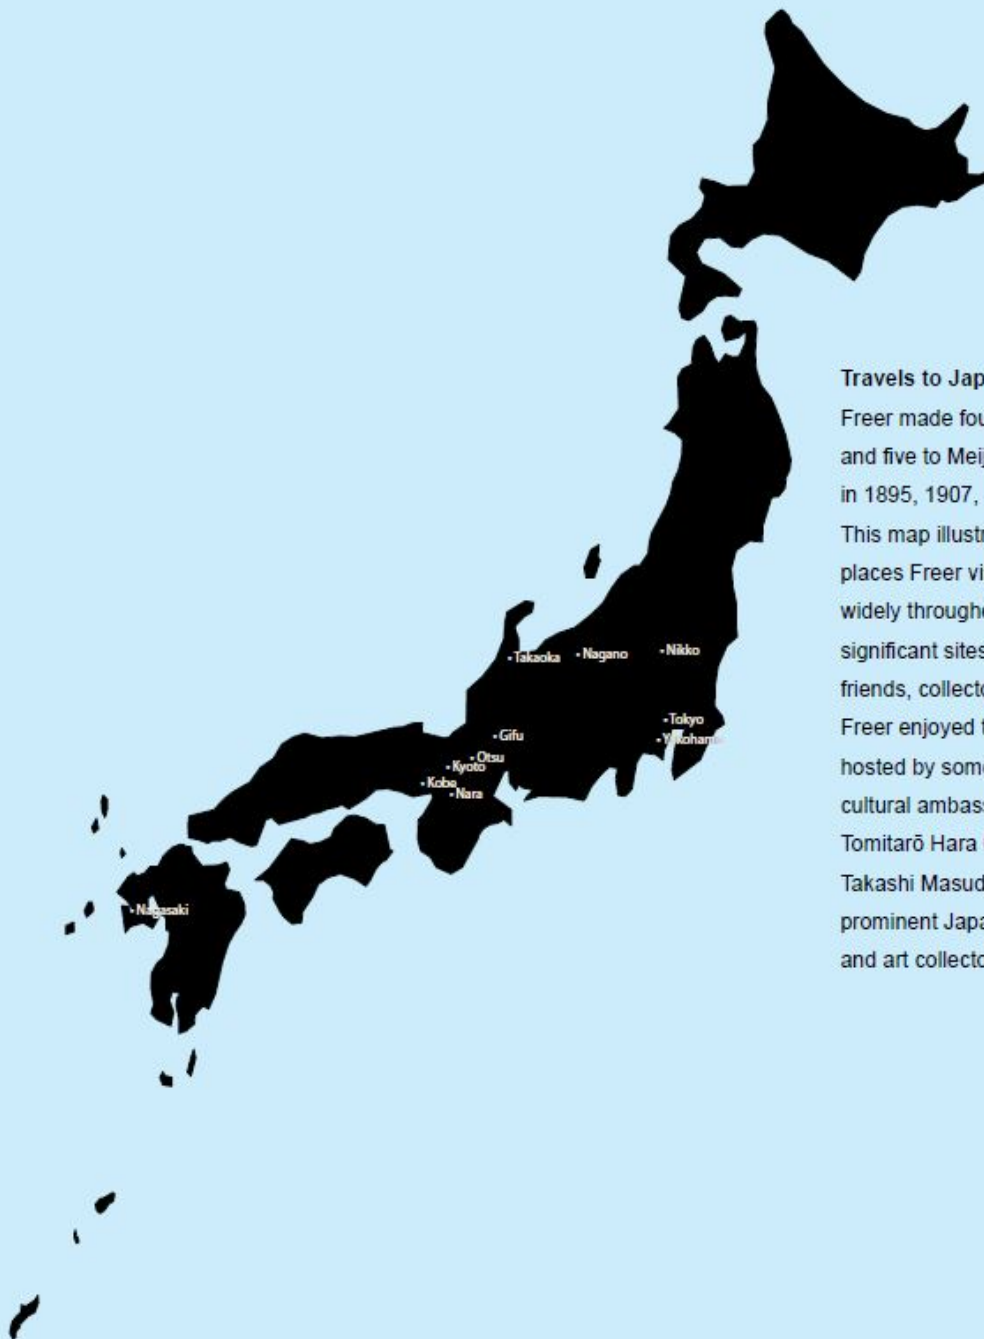 Travels to Jap
Freer made fou
and five to Meij
in 1895, 1907,
This map illustr
places Freer vi
widely througho
significant sites
friends, collecto
Freer enjoyed t
hosted by some
cultural ambass
Tomitarō Hara
Takashi Masud
prominent Japa
and art collecto
Takaoka
Nagano
Nikko
Tokyo
Yokohama
Gifu
Otsu
Kyoto
Kobe
Nara
Nagasaki